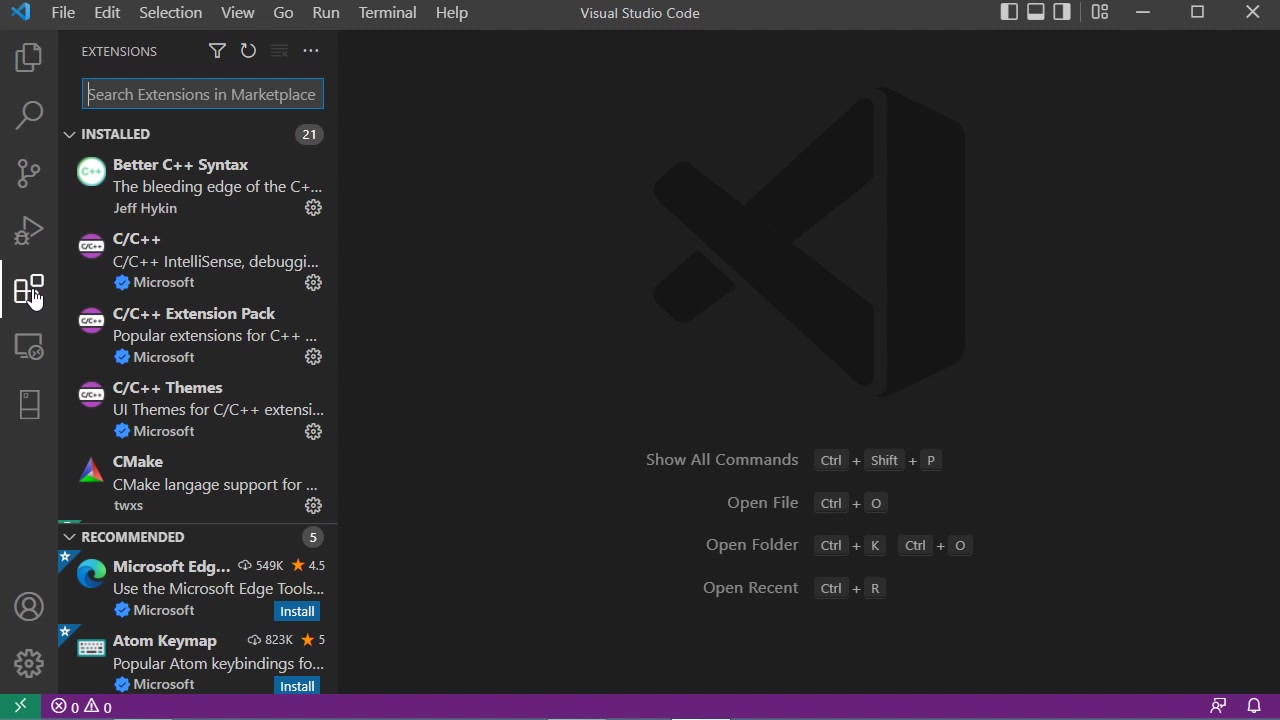 File Edit Selection View Go Run Terminal Help
Visual Studio Code
EXTENSIONS
Search Extensions in Marketplace
INSTALLED 21
Better C++ Syntax
The bleeding edge of the C+...
Jeff Hykin
C/C++
C/C++ IntelliSense, debuggi...
Microsoft
C/C++ Extension Pack
Popular extensions for C++ ...
Microsoft
C/C++ Themes
UI Themes for C/C++ extensi...
Microsoft
CMake
CMake langage support for ...
twxs
RECOMMENDED 5
Microsoft Edg... 549K 4.5
Use the Microsoft Edge Tools...
Microsoft Install
Atom Keymap 823K 5
Popular Atom keybindings fo...
Microsoft Install
Show All Commands Ctrl + Shift + P
Open File Ctrl + O
Open Folder Ctrl + K Ctrl + O
Open Recent Ctrl + R
0 0